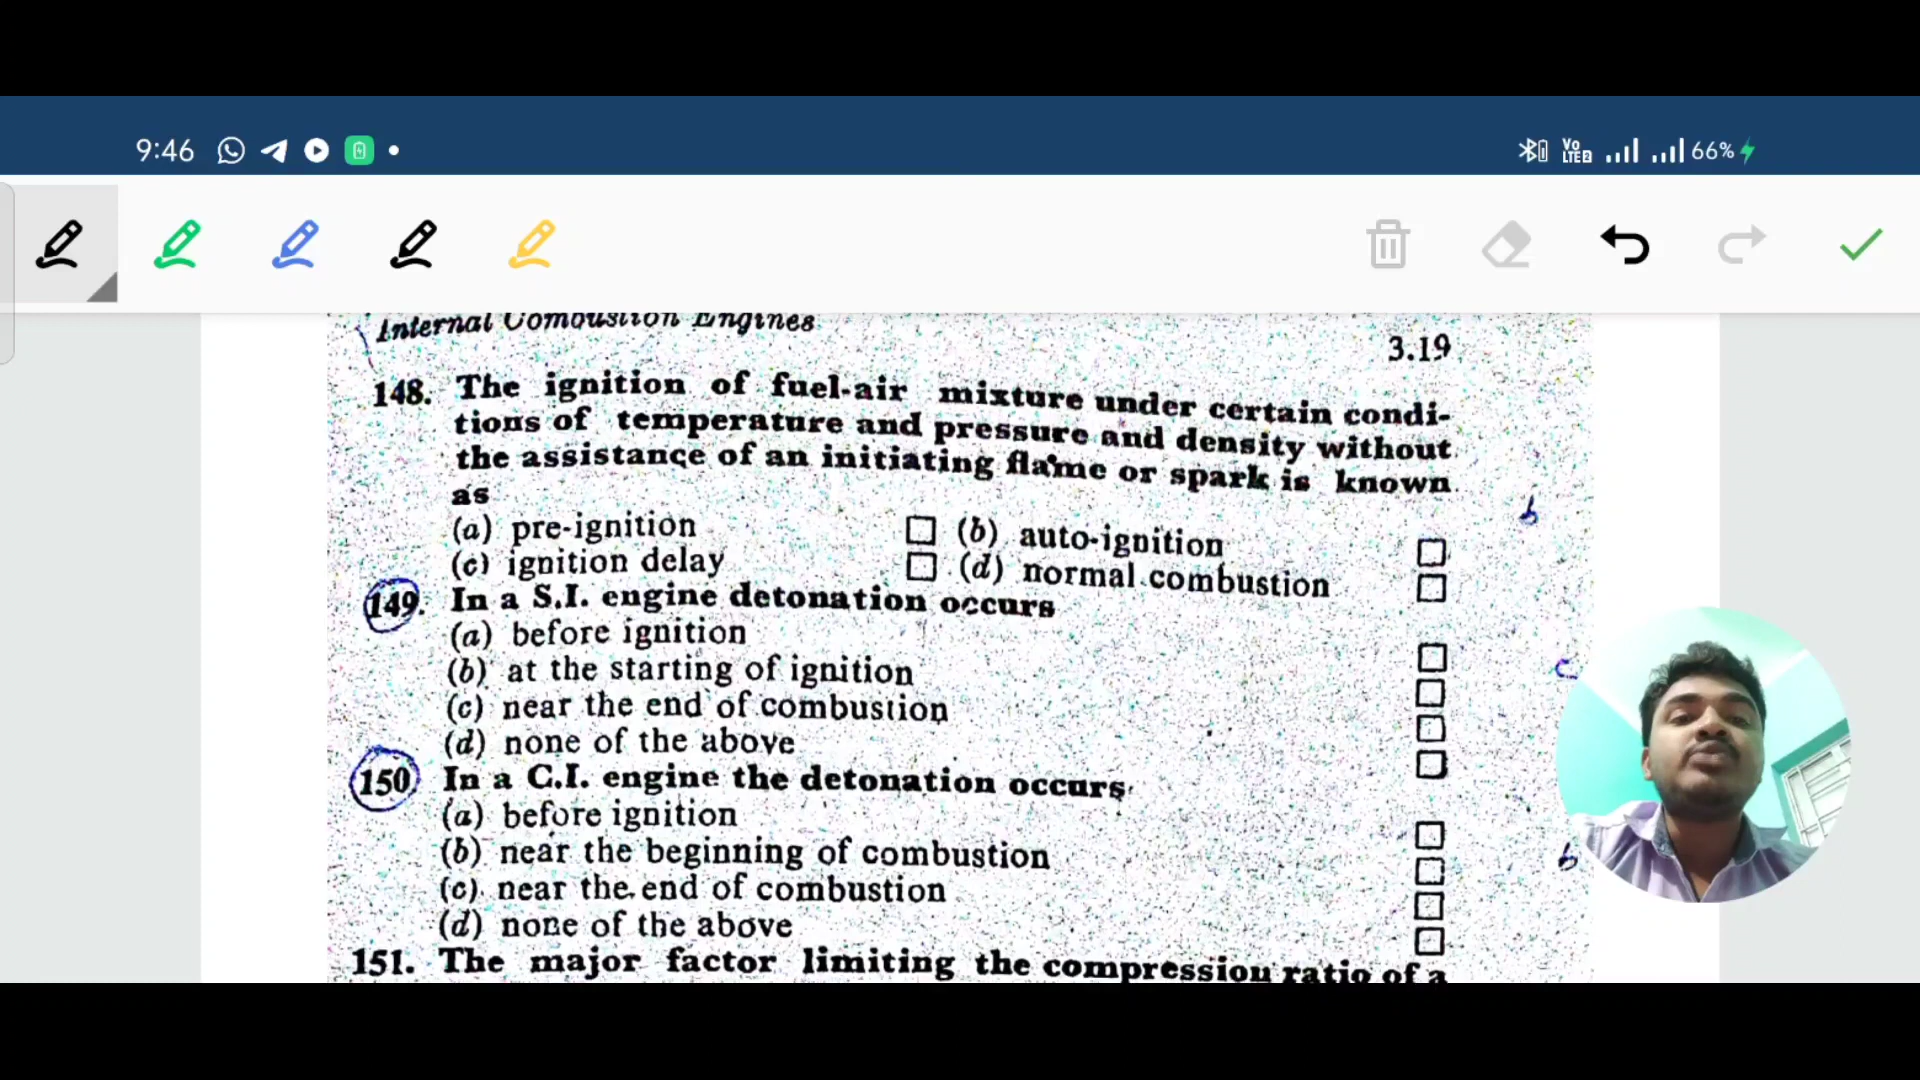 9:46
Vo LTE2
66%
Internal Combustion Engines
3.19
148. The ignition of fuel-air mixture under certain condi-
tions of temperature and pressure and density without
the assistance of an initiating flame or spark is known
as
b
(a) pre-ignition (b) auto-ignition
(c) ignition delay (d) normal combustion
149. In a S.I. engine detonation occurs
(a) before ignition
(b) at the starting of ignition
c
(c) near the end of combustion
(d) none of the above
150 In a C.I. engine the detonation occurs
(a) before ignition
(b) near the beginning of combustion
b
(c) near the end of combustion
(d) none of the above
151. The major factor limiting the compression ratio of a